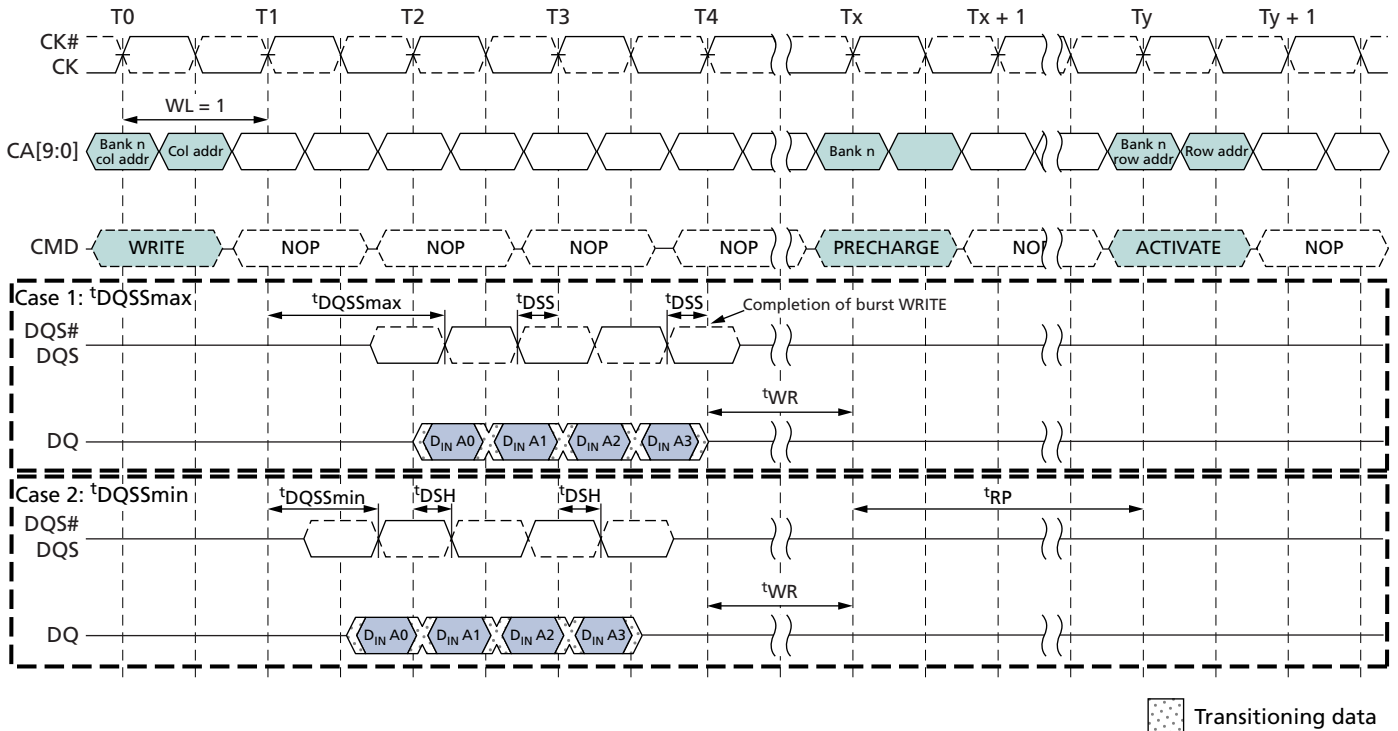 T0 T1 T2 T3 T4 Tx Tx + 1 Ty Ty + 1
CK#
CK
WL = 1
CA[9:0] Bank n col addr Col addr Bank n Bank n row addr Row addr
CMD WRITE NOP NOP NOP NOP PRECHARGE NOP ACTIVATE NOP
Case 1: tDQSSmax
tDQSSmax tDSS tDSS Completion of burst WRITE
DQS#
DQS
tWR
DQ DIN A0 DIN A1 DIN A2 DIN A3
Case 2: tDQSSmin
tDQSSmin tDSH tDSH tRP
DQS#
DQS
tWR
DQ DIN A0 DIN A1 DIN A2 DIN A3
Transitioning data